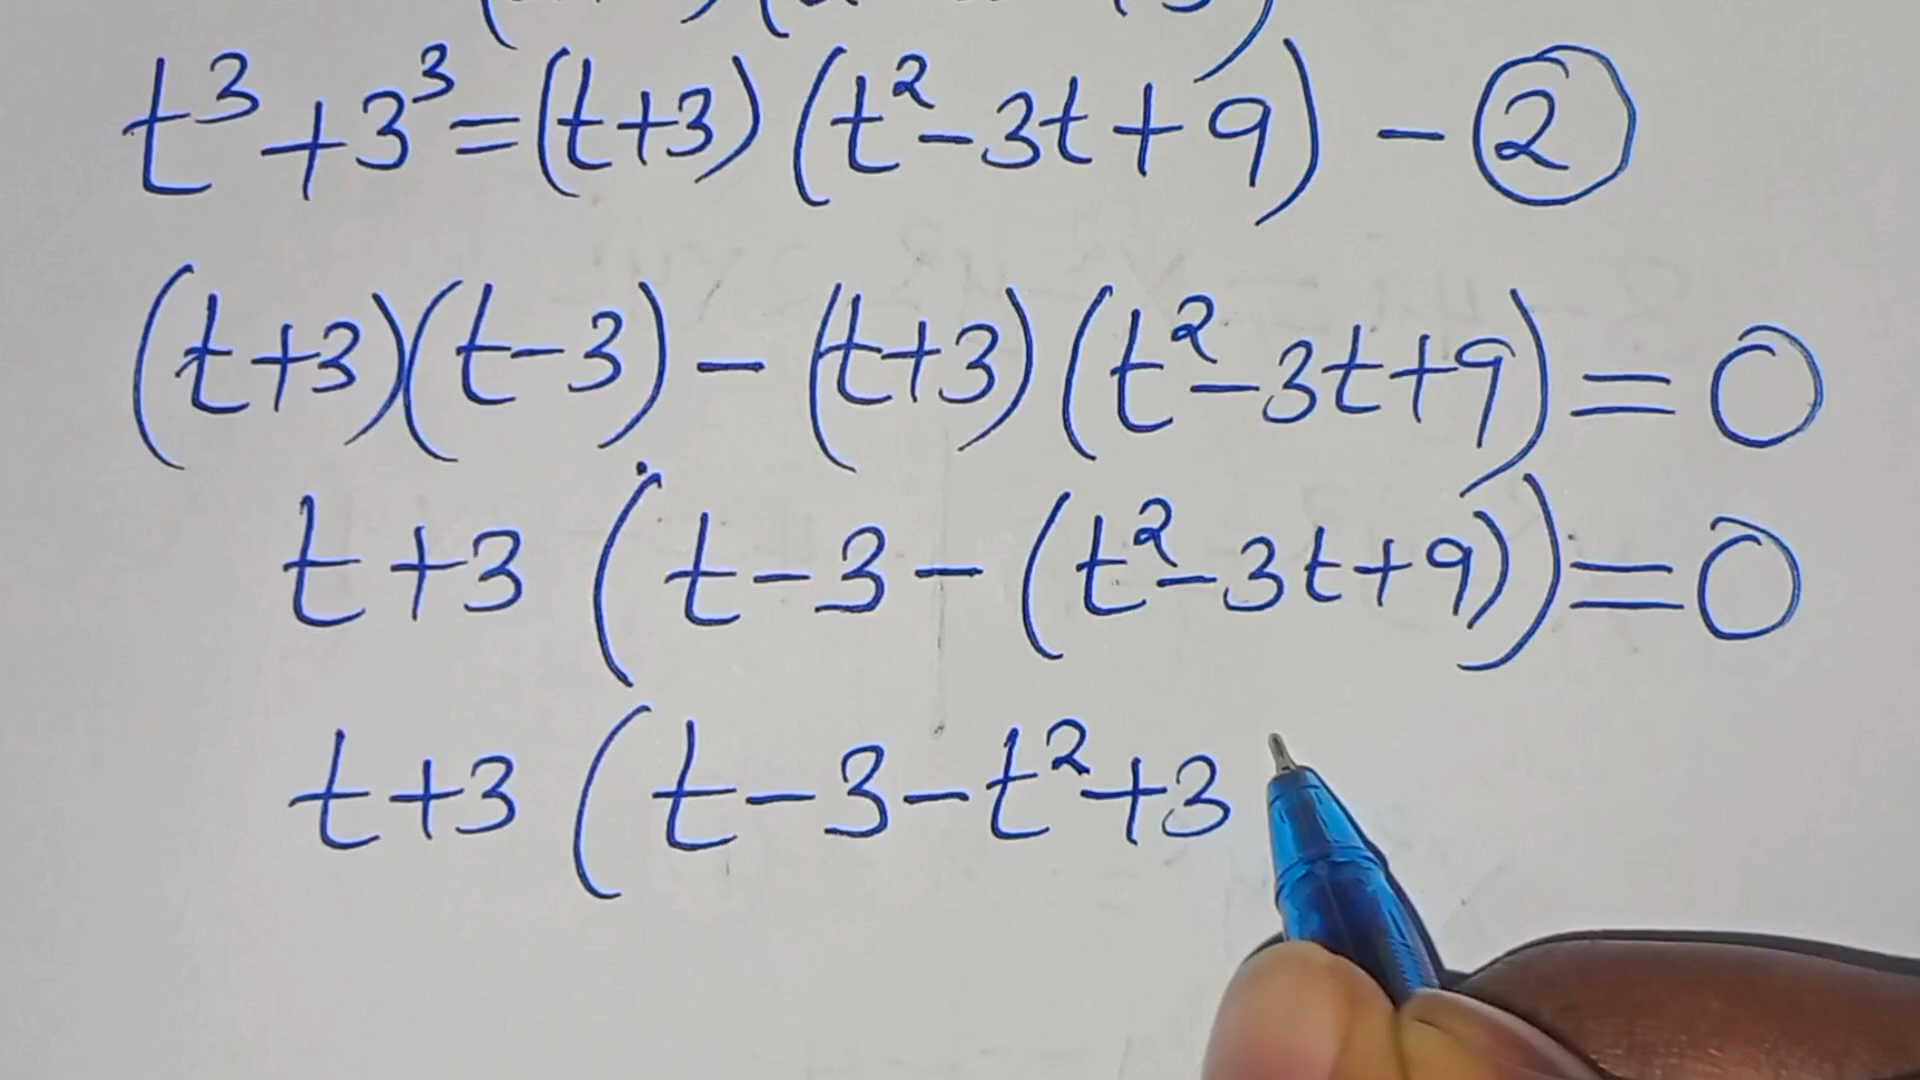 t³+3³=(t+3)(t²-3t+9) - ②
(t+3)(t-3) - (t+3)(t²-3t+9)=0
t+3 (t-3-(t²-3t+9))=0
t+3 (t-3-t²+3